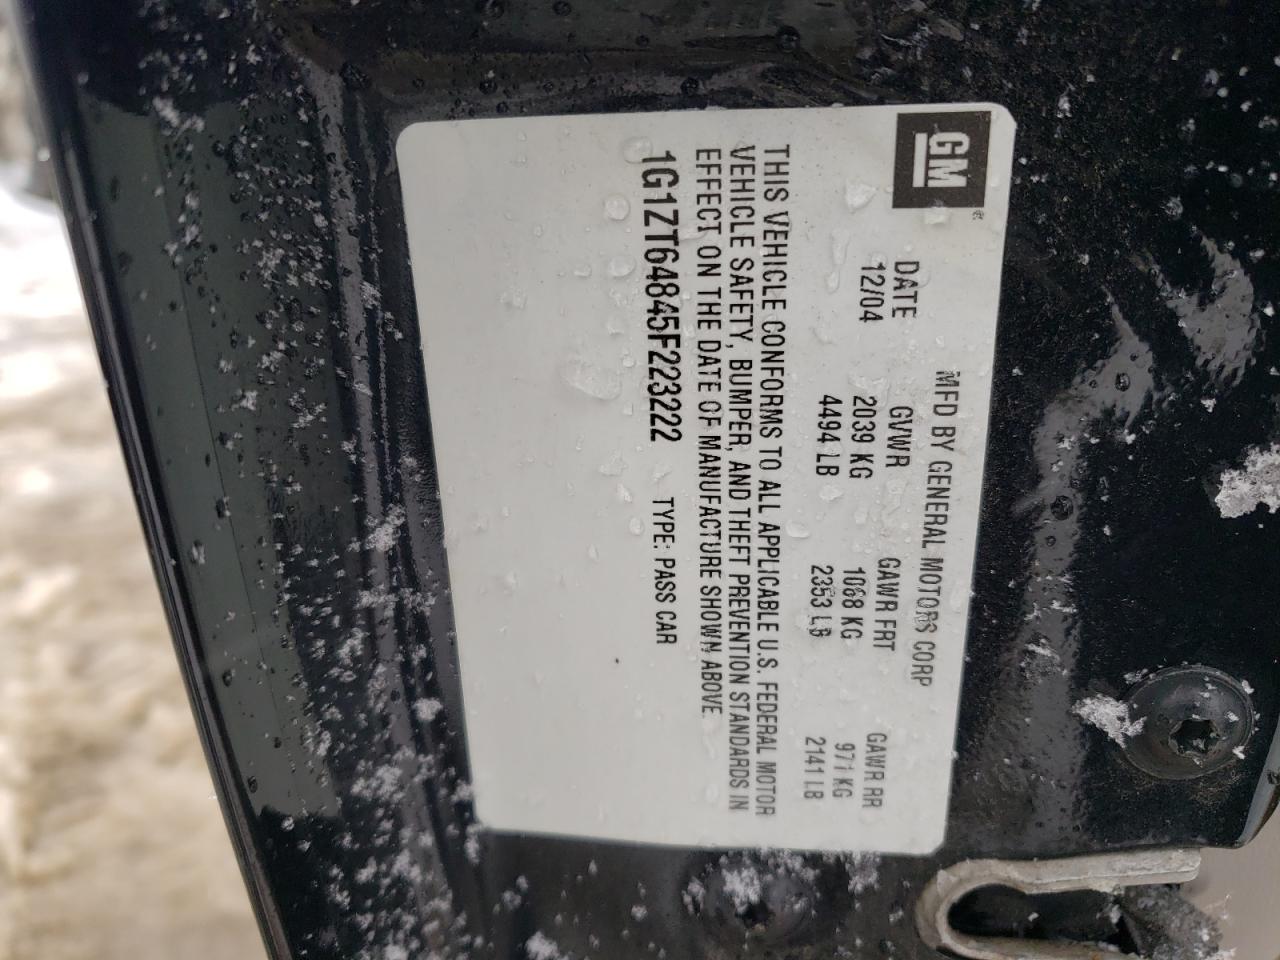 GM
MFD BY GENERAL MOTORS CORP
DATE GVWR GAWR FRT GAWR RR
12/04 2039 KG 1068 KG 971 KG
4494 LB 2353 LB 2141 LB
THIS VEHICLE CONFORMS TO ALL APPLICABLE U.S. FEDERAL MOTOR
VEHICLE SAFETY, BUMPER, AND THEFT PREVENTION STANDARDS IN
EFFECT ON THE DATE OF MANUFACTURE SHOWN ABOVE.
1G1ZT64845F223222 TYPE: PASS CAR